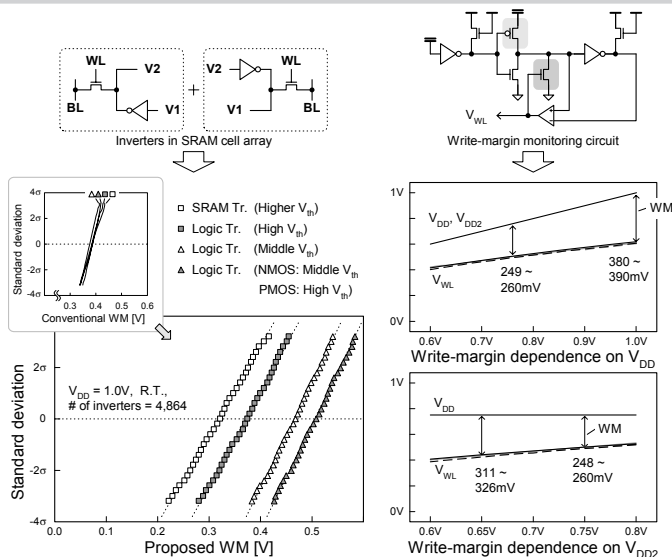 WL
V2
BL
V1
+
V2
WL
V1
BL
Inverters in SRAM cell array
V_WL
Write-margin monitoring circuit
Standard deviation
4σ
2σ
0
-2σ
-4σ
0.3 0.4 0.5 0.6
Conventional WM [V]
SRAM Tr. (Higher V_th)
Logic Tr. (High V_th)
Logic Tr. (Middle V_th)
Logic Tr. (NMOS: Middle V_th
PMOS: High V_th)
Standard deviation
2σ
0
-2σ
-4σ
V_DD = 1.0V, R.T.,
# of inverters = 4,864
0.0 0.1 0.2 0.3 0.4 0.5
Proposed WM [V]
1V
0V
V_DD, V_DD2
V_WL
WM
249 ~
260mV
380 ~
390mV
0.6V 0.7V 0.8V 0.9V 1.0V
Write-margin dependence on V_DD
1V
0V
V_DD
V_WL
WM
311 ~
326mV
248 ~
260mV
0.6V 0.65V 0.7V 0.75V 0.8V
Write-margin dependence on V_DD2